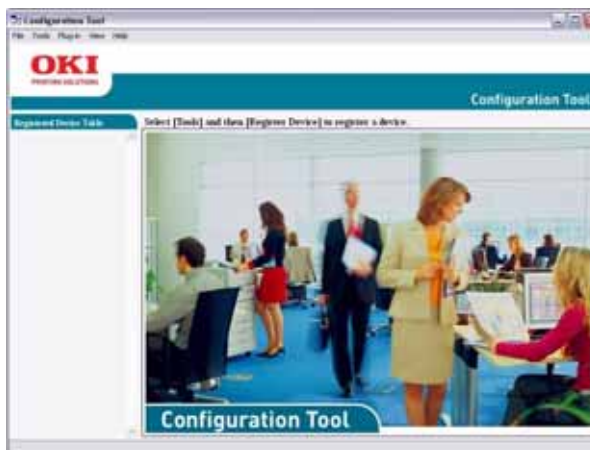 Configuration Tool
File Tools Plug-in View Help
OKI
PRINTING SOLUTIONS
Configuration Tool
Registered Device Table
Select [Tools] and then [Register Device] to register a device.
Configuration Tool